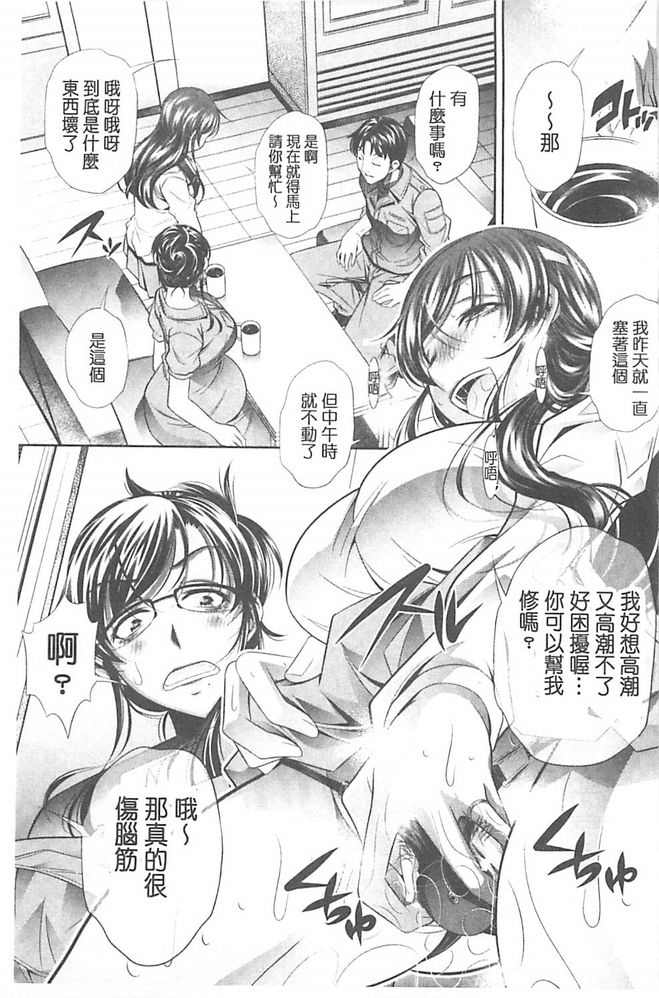 コトッ
～～那
有
什麼事嗎？
是啊
現在就得馬上
請你幫忙～
哦呀哦呀
到底是什麼
東西壞了
スッ
是這個
我昨天就一直
塞著這個
呼唔
呼唔
呼唔
但中午時
就不動了
我好想高潮
又高潮不了
好困擾喔…
你可以幫我
修嗎？
くちゅ
くちゅ
啊？
哦～
那真的很
傷腦筋